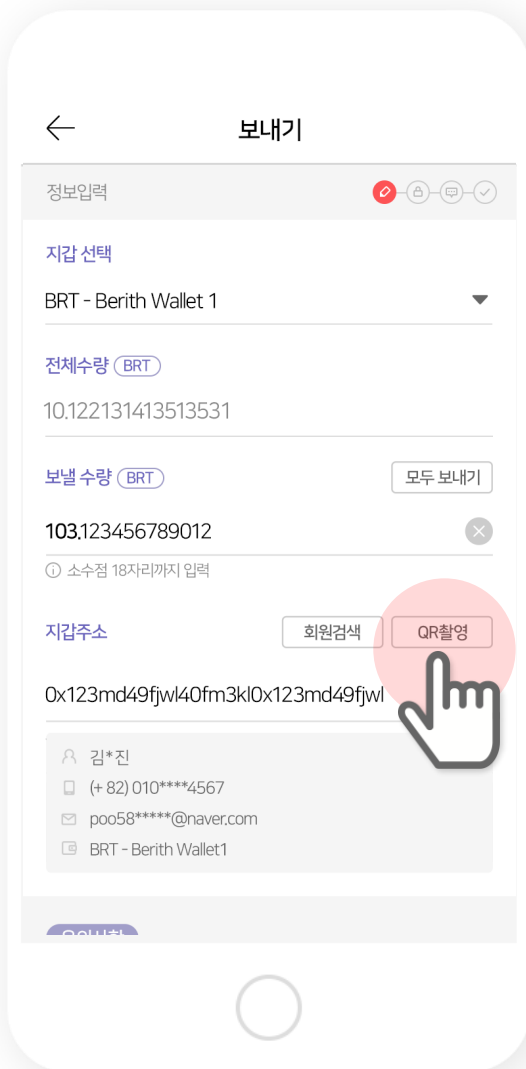 보내기
정보입력
지갑 선택
BRT - Berith Wallet 1
전체수량 BRT
10.122131413513531
보낼 수량 BRT 모두 보내기
103.123456789012
소수점 18자리까지 입력
지갑주소 회원검색 QR촬영
0x123md49fjwl40fm3kl0x123md49fjwl
김*진
(+ 82) 010****4567
poo58*****@naver.com
BRT - Berith Wallet1